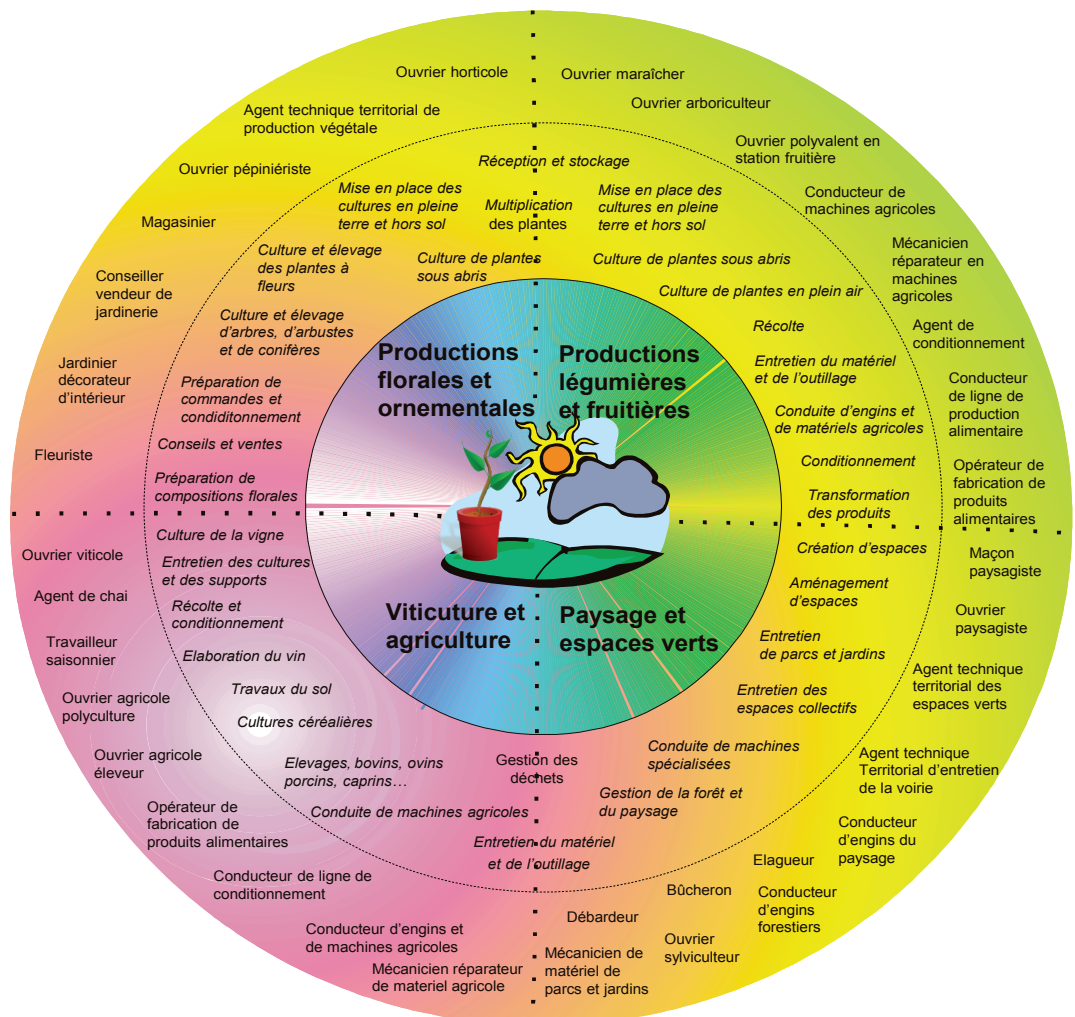 Ouvrier horticole
Agent technique territorial de
production végétale
Ouvrier pépiniériste
Magasinier
Conseiller
vendeur de
jardinerie
Jardinier
décorateur
d'intérieur
Fleuriste
Ouvrier maraîcher
Ouvrier arboriculteur
Ouvrier polyvalent en
station fruitière
Conducteur de
machines agricoles
Mécanicien
réparateur en
machines
agricoles
Agent de
conditionnement
Conducteur
de ligne de
production
alimentaire
Opérateur de
fabrication de
produits
alimentaires
Réception et stockage
Mise en place des
cultures en pleine
terre et hors sol
Multiplication
des plantes
Mise en place des
cultures en pleine
terre et hors sol
Culture et élevage
des plantes à
fleurs
Culture de plantes
sous abris
Culture de plantes sous abris
Culture de plantes en plein air
Culture et élevage
d'arbres, d'arbustes
et de conifères
Récolte
Entretien du matériel
et de l'outillage
Préparation de
commandes et
condiditonnement
Conduite d'engins et
de matériels agricoles
Conseils et ventes
Conditionnement
Préparation de
compositions florales
Transformation
des produits
Productions
florales et
ornementales
Productions
légumières
et fruitières
Viticuture et
agriculture
Paysage et
espaces verts
Culture de la vigne
Entretien des cultures
et des supports
Récolte et
conditionnement
Elaboration du vin
Travaux du sol
Cultures céréalières
Elevages, bovins, ovins
porcins, caprins…
Conduite de machines agricoles
Gestion des
déchets
Entretien du matériel
et de l'outillage
Création d'espaces
Aménagement
d'espaces
Entretien
de parcs et jardins
Entretien des
espaces collectifs
Conduite de machines
spécialisées
Gestion de la forêt et
du paysage
Ouvrier viticole
Agent de chai
Travailleur
saisonnier
Ouvrier agricole
polyculture
Ouvrier agricole
éleveur
Opérateur de
fabrication de
produits alimentaires
Conducteur de ligne de
conditionnement
Conducteur d'engins et
de machines agricoles
Mécanicien réparateur
de materiel agricole
Maçon
paysagiste
Ouvrier
paysagiste
Agent technique
territorial des
espaces verts
Agent technique
Territorial d'entretien
de la voirie
Conducteur
d'engins du
paysage
Elagueur
Conducteur
d'engins
forestiers
Bûcheron
Ouvrier
sylviculteur
Débardeur
Mécanicien de
matériel de
parcs et jardins